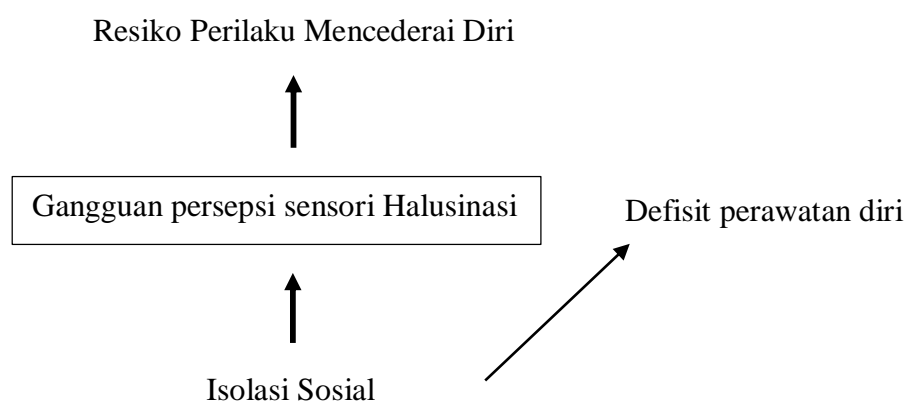 Resiko Perilaku Mencederai Diri
Gangguan persepsi sensori Halusinasi
Defisit perawatan diri
Isolasi Sosial